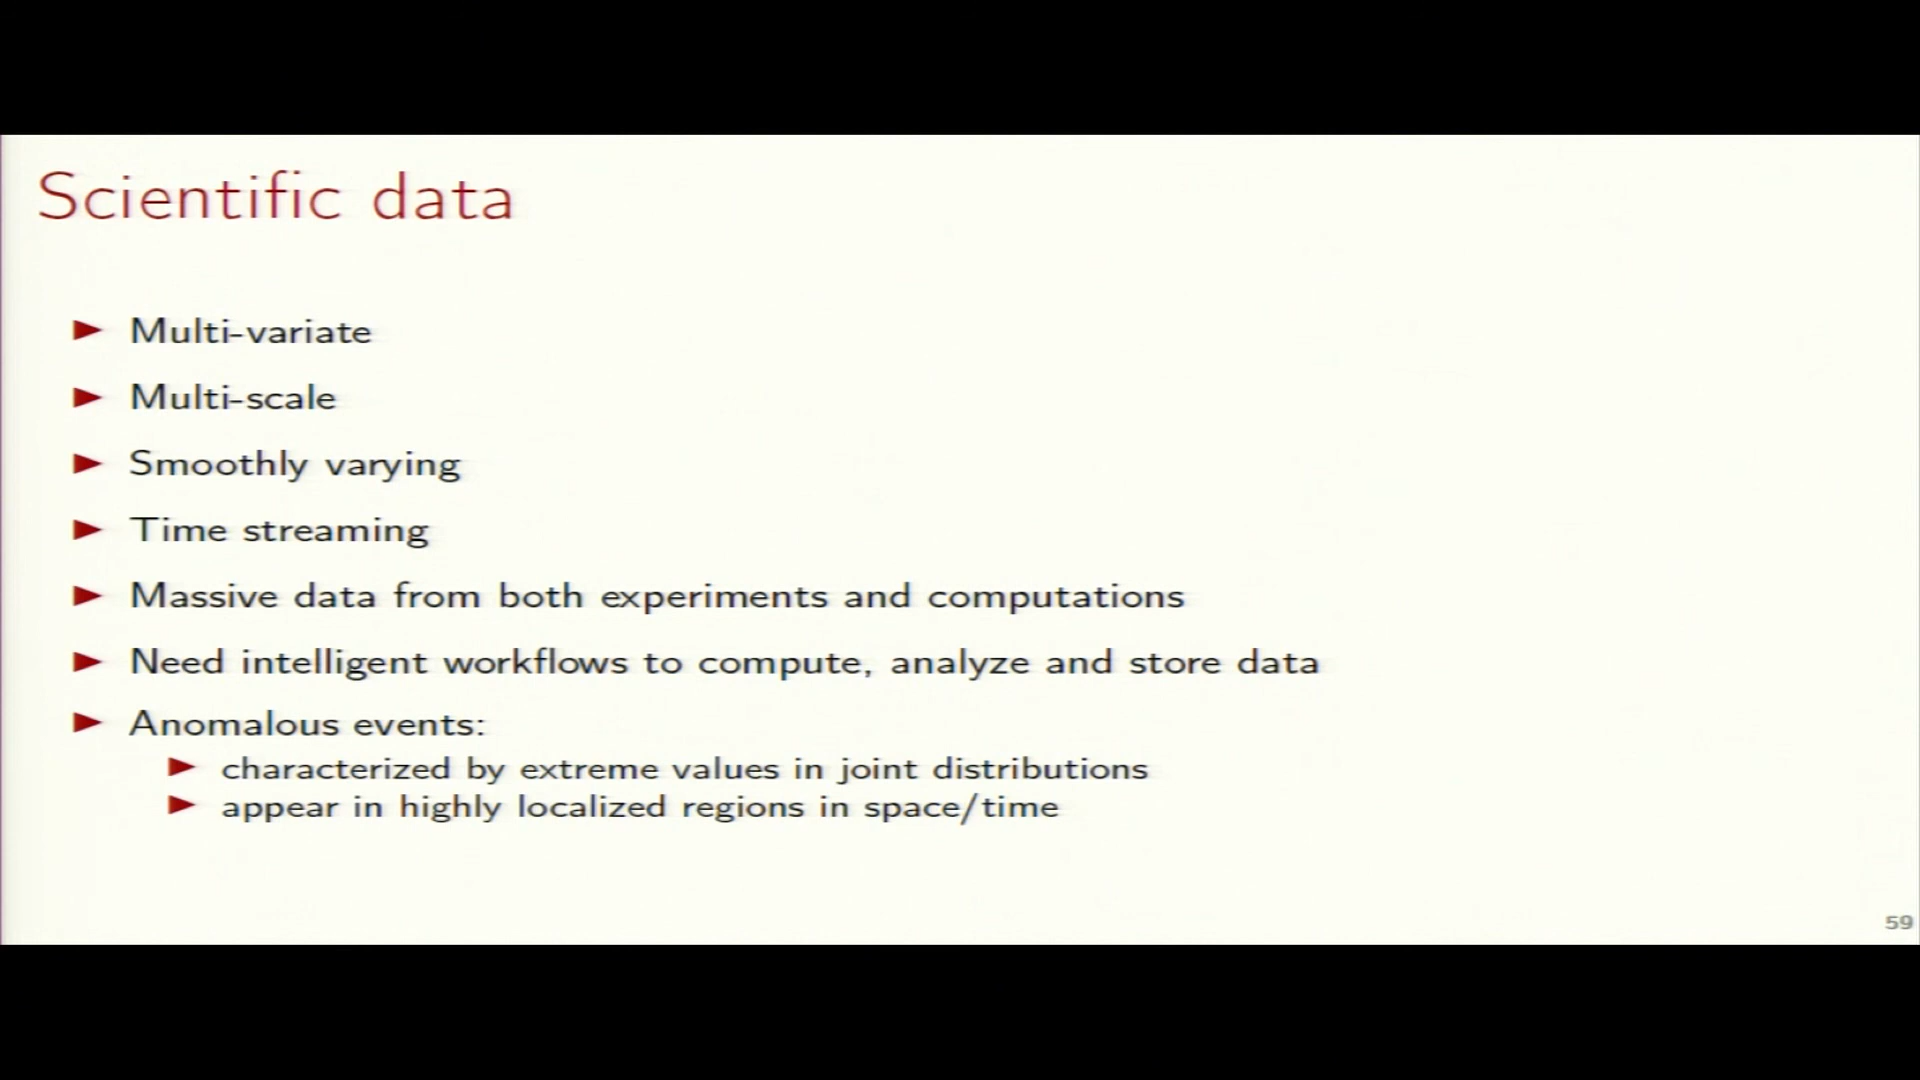 Scientific data
Multi-variate
Multi-scale
Smoothly varying
Time streaming
Massive data from both experiments and computations
Need intelligent workflows to compute, analyze and store data
Anomalous events:
characterized by extreme values in joint distributions
appear in highly localized regions in space/time
59